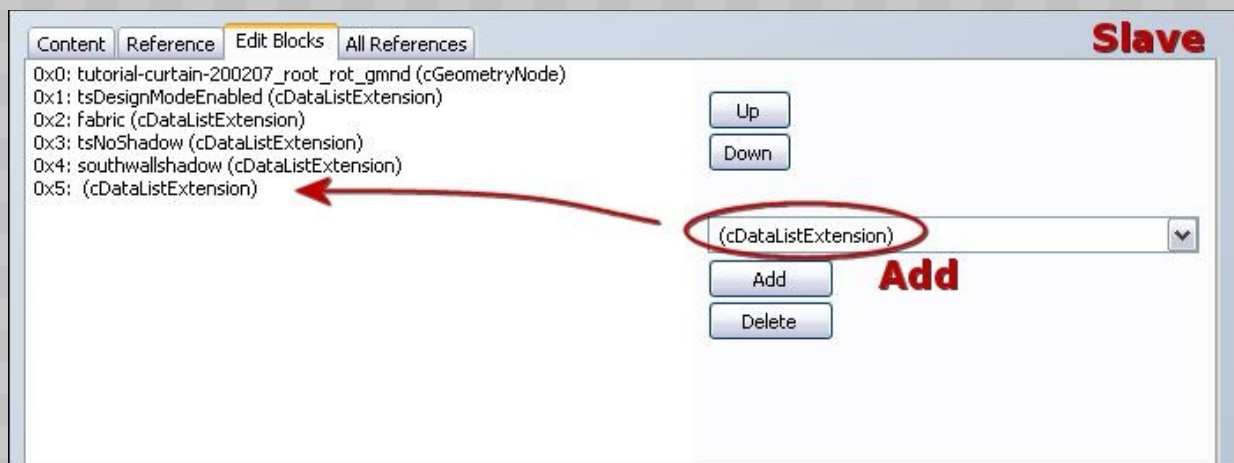 Content Reference Edit Blocks All References
Slave
0x0: tutorial-curtain-200207_root_rot_gmnd (cGeometryNode)
0x1: tsDesignModeEnabled (cDataListExtension)
0x2: fabric (cDataListExtension)
0x3: tsNoShadow (cDataListExtension)
0x4: southwallshadow (cDataListExtension)
0x5: (cDataListExtension)
Up
Down
(cDataListExtension)
Add
Add
Delete